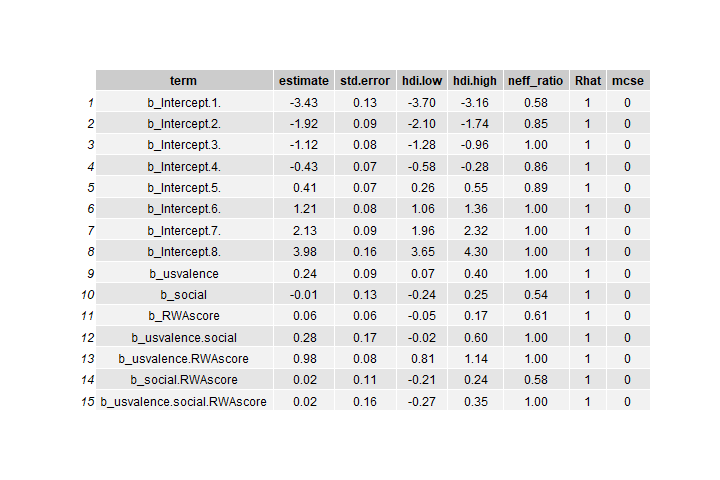 term estimate std.error hdi.low hdi.high neff_ratio Rhat mcse
1 b_Intercept.1. -3.43 0.13 -3.70 -3.16 0.58 1 0
2 b_Intercept.2. -1.92 0.09 -2.10 -1.74 0.85 1 0
3 b_Intercept.3. -1.12 0.08 -1.28 -0.96 1.00 1 0
4 b_Intercept.4. -0.43 0.07 -0.58 -0.28 0.86 1 0
5 b_Intercept.5. 0.41 0.07 0.26 0.55 0.89 1 0
6 b_Intercept.6. 1.21 0.08 1.06 1.36 1.00 1 0
7 b_Intercept.7. 2.13 0.09 1.96 2.32 1.00 1 0
8 b_Intercept.8. 3.98 0.16 3.65 4.30 1.00 1 0
9 b_usvalence 0.24 0.09 0.07 0.40 1.00 1 0
10 b_social -0.01 0.13 -0.24 0.25 0.54 1 0
11 b_RWAscore 0.06 0.06 -0.05 0.17 0.61 1 0
12 b_usvalence.social 0.28 0.17 -0.02 0.60 1.00 1 0
13 b_usvalence.RWAscore 0.98 0.08 0.81 1.14 1.00 1 0
14 b_social.RWAscore 0.02 0.11 -0.21 0.24 0.58 1 0
15 b_usvalence.social.RWAscore 0.02 0.16 -0.27 0.35 1.00 1 0